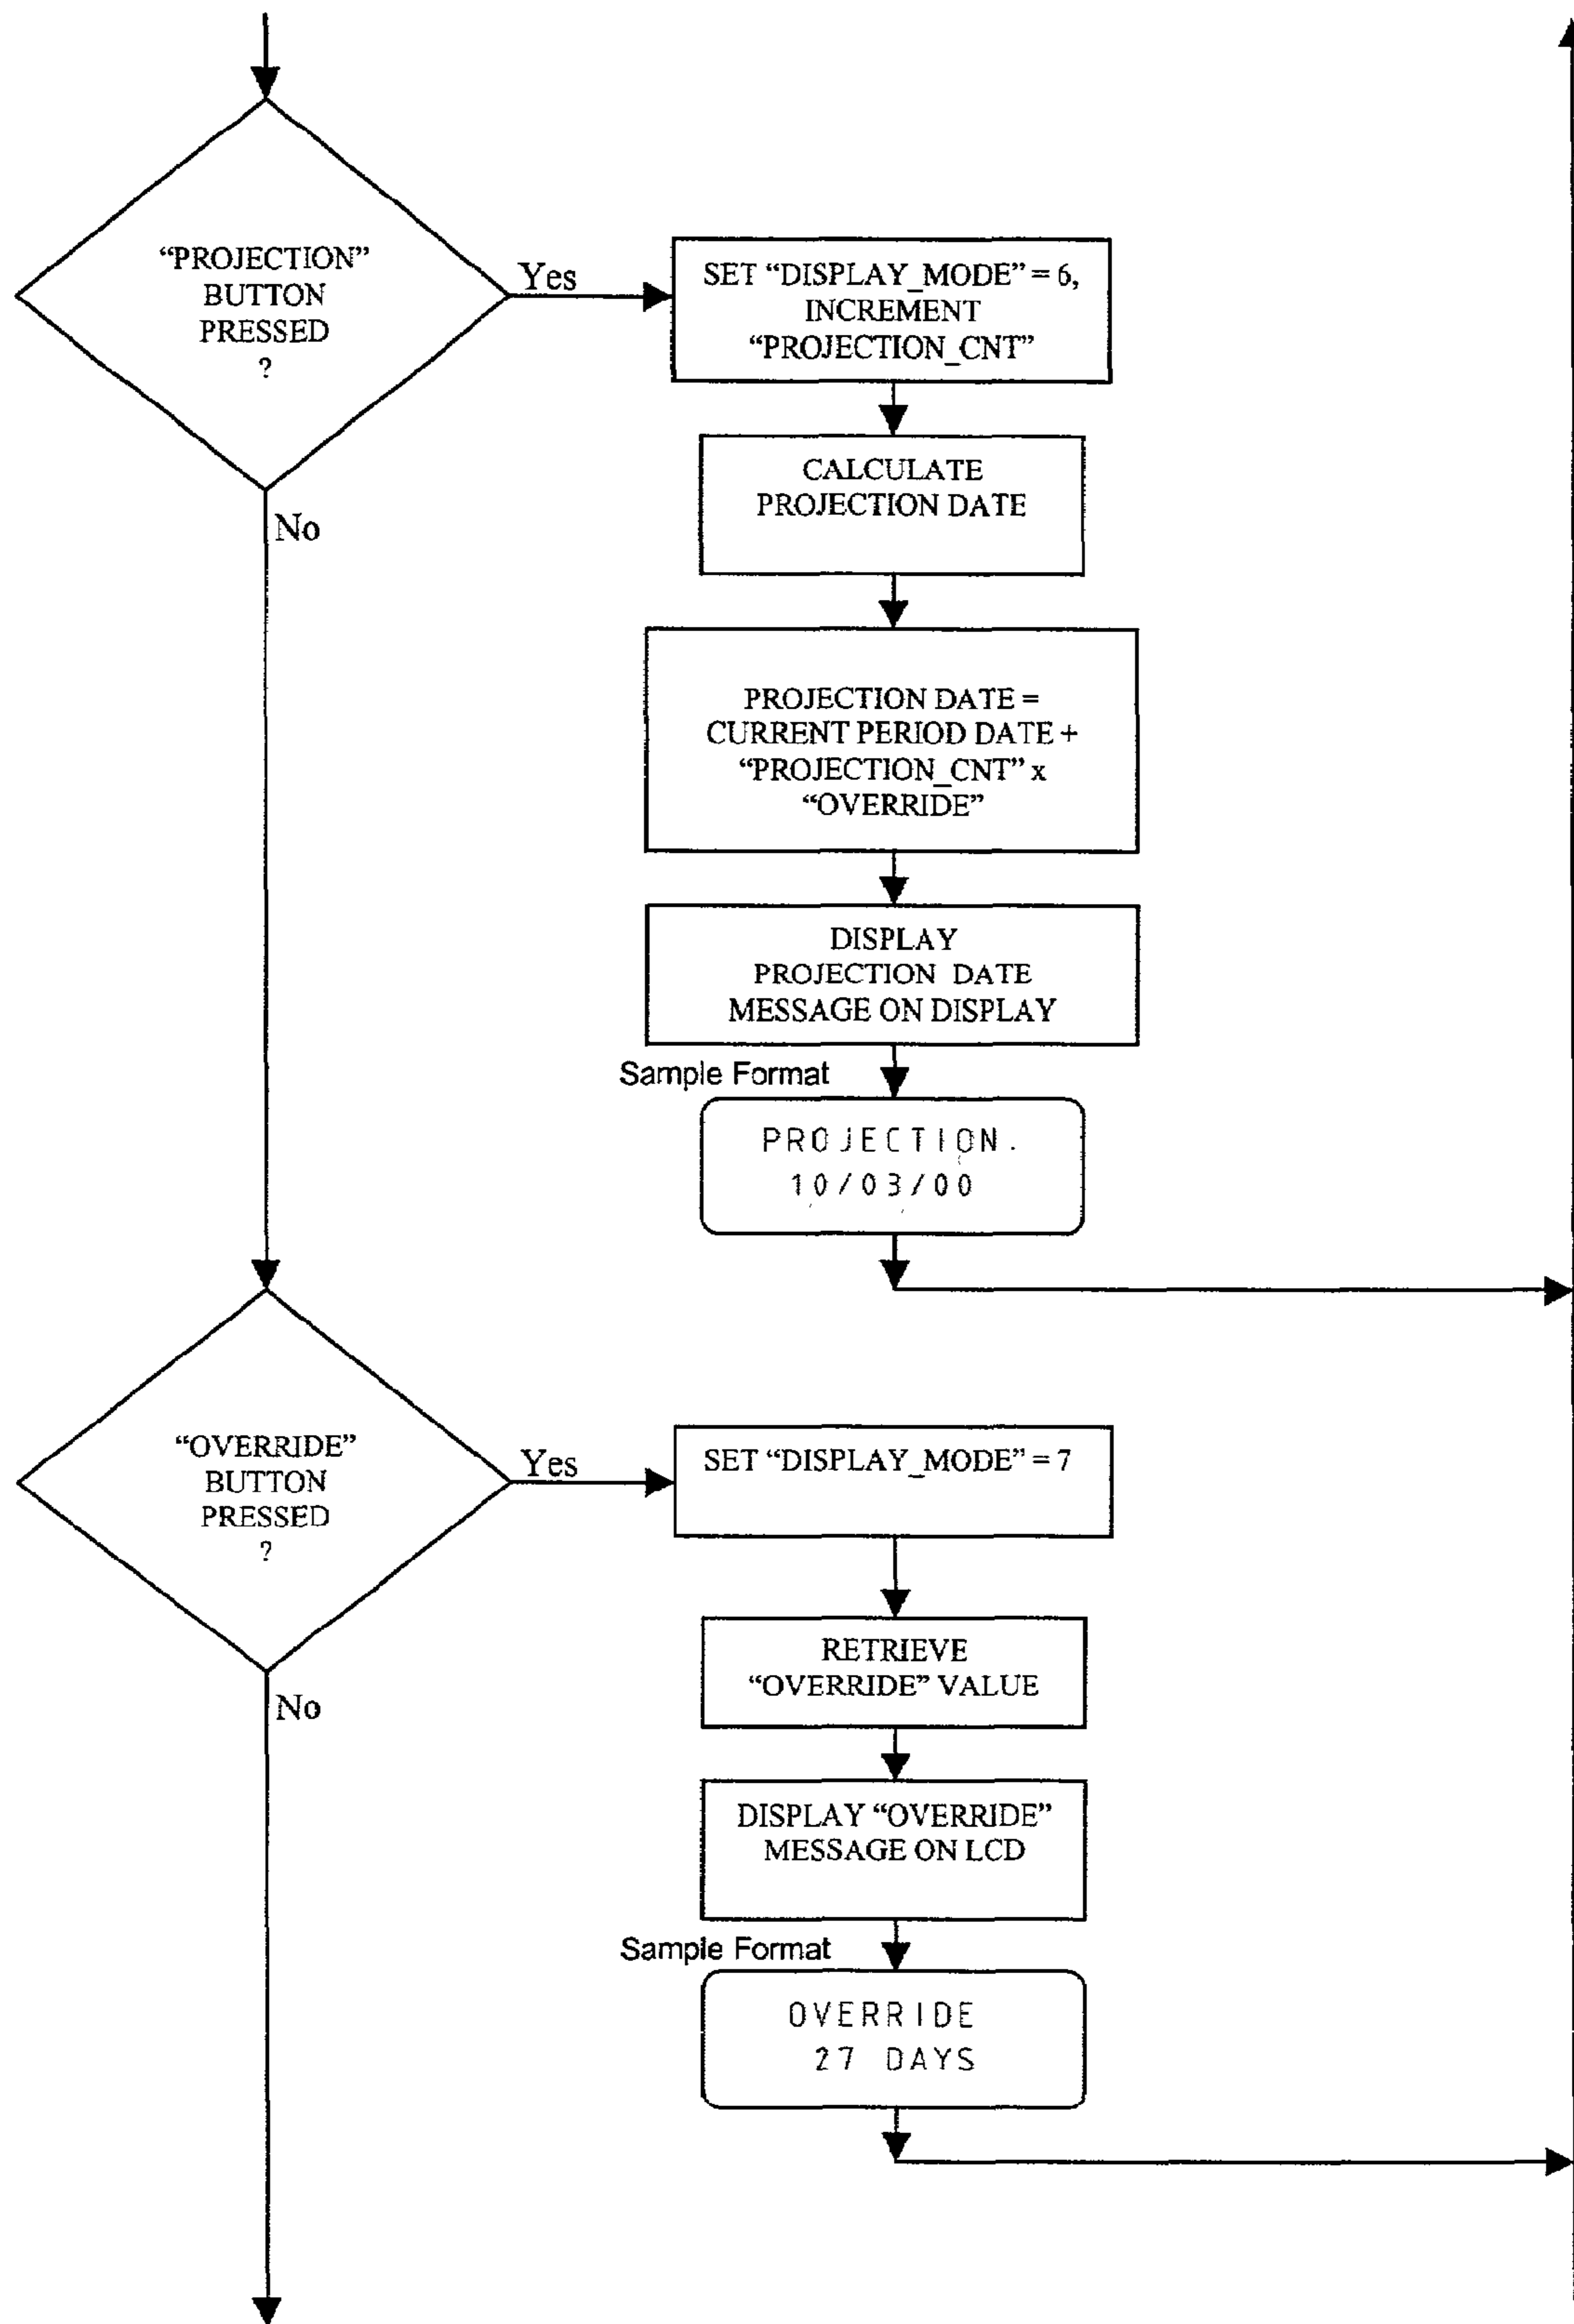 “PROJECTION”
BUTTON
PRESSED
?
Yes
No
SET “DISPLAY_MODE” = 6,
INCREMENT
“PROJECTION_CNT”
CALCULATE
PROJECTION DATE
PROJECTION DATE =
CURRENT PERIOD DATE +
“PROJECTION_CNT” x
“OVERRIDE”
DISPLAY
PROJECTION DATE
MESSAGE ON DISPLAY
Sample Format
PROJECTION.
10/03/00
“OVERRIDE”
BUTTON
PRESSED
?
Yes
No
SET “DISPLAY_MODE” = 7
RETRIEVE
“OVERRIDE” VALUE
DISPLAY “OVERRIDE”
MESSAGE ON LCD
Sample Format
OVERRIDE
27 DAYS